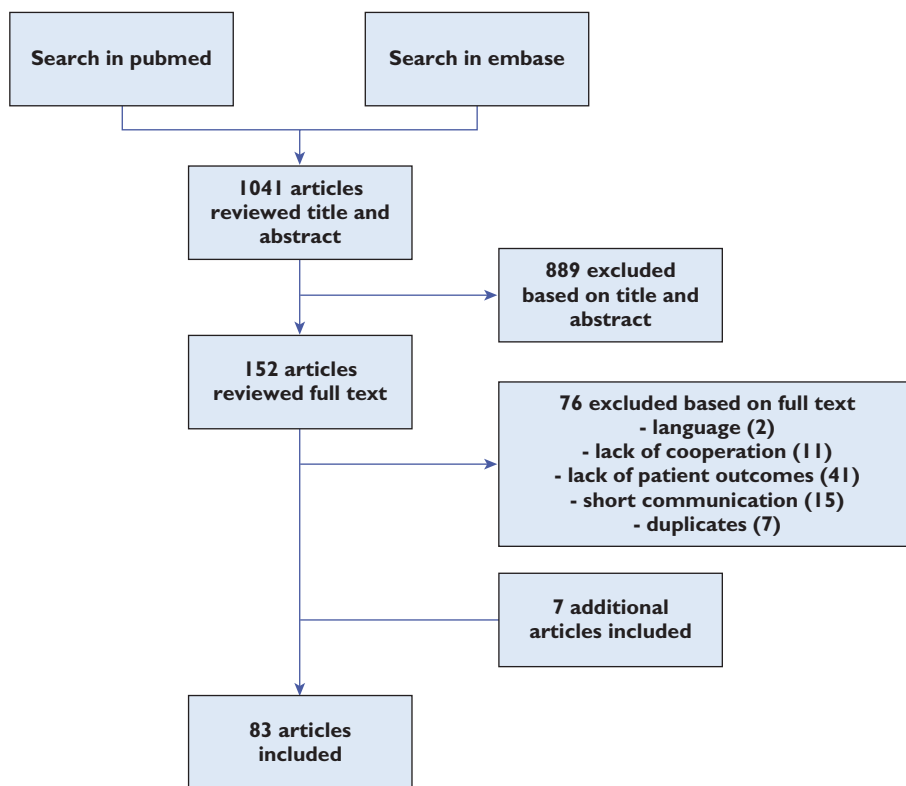 Search in pubmed
Search in embase
1041 articles
reviewed title and
abstract
889 excluded
based on title and
abstract
152 articles
reviewed full text
76 excluded based on full text
- language (2)
- lack of cooperation (11)
- lack of patient outcomes (41)
- short communication (15)
- duplicates (7)
7 additional
articles included
83 articles
included